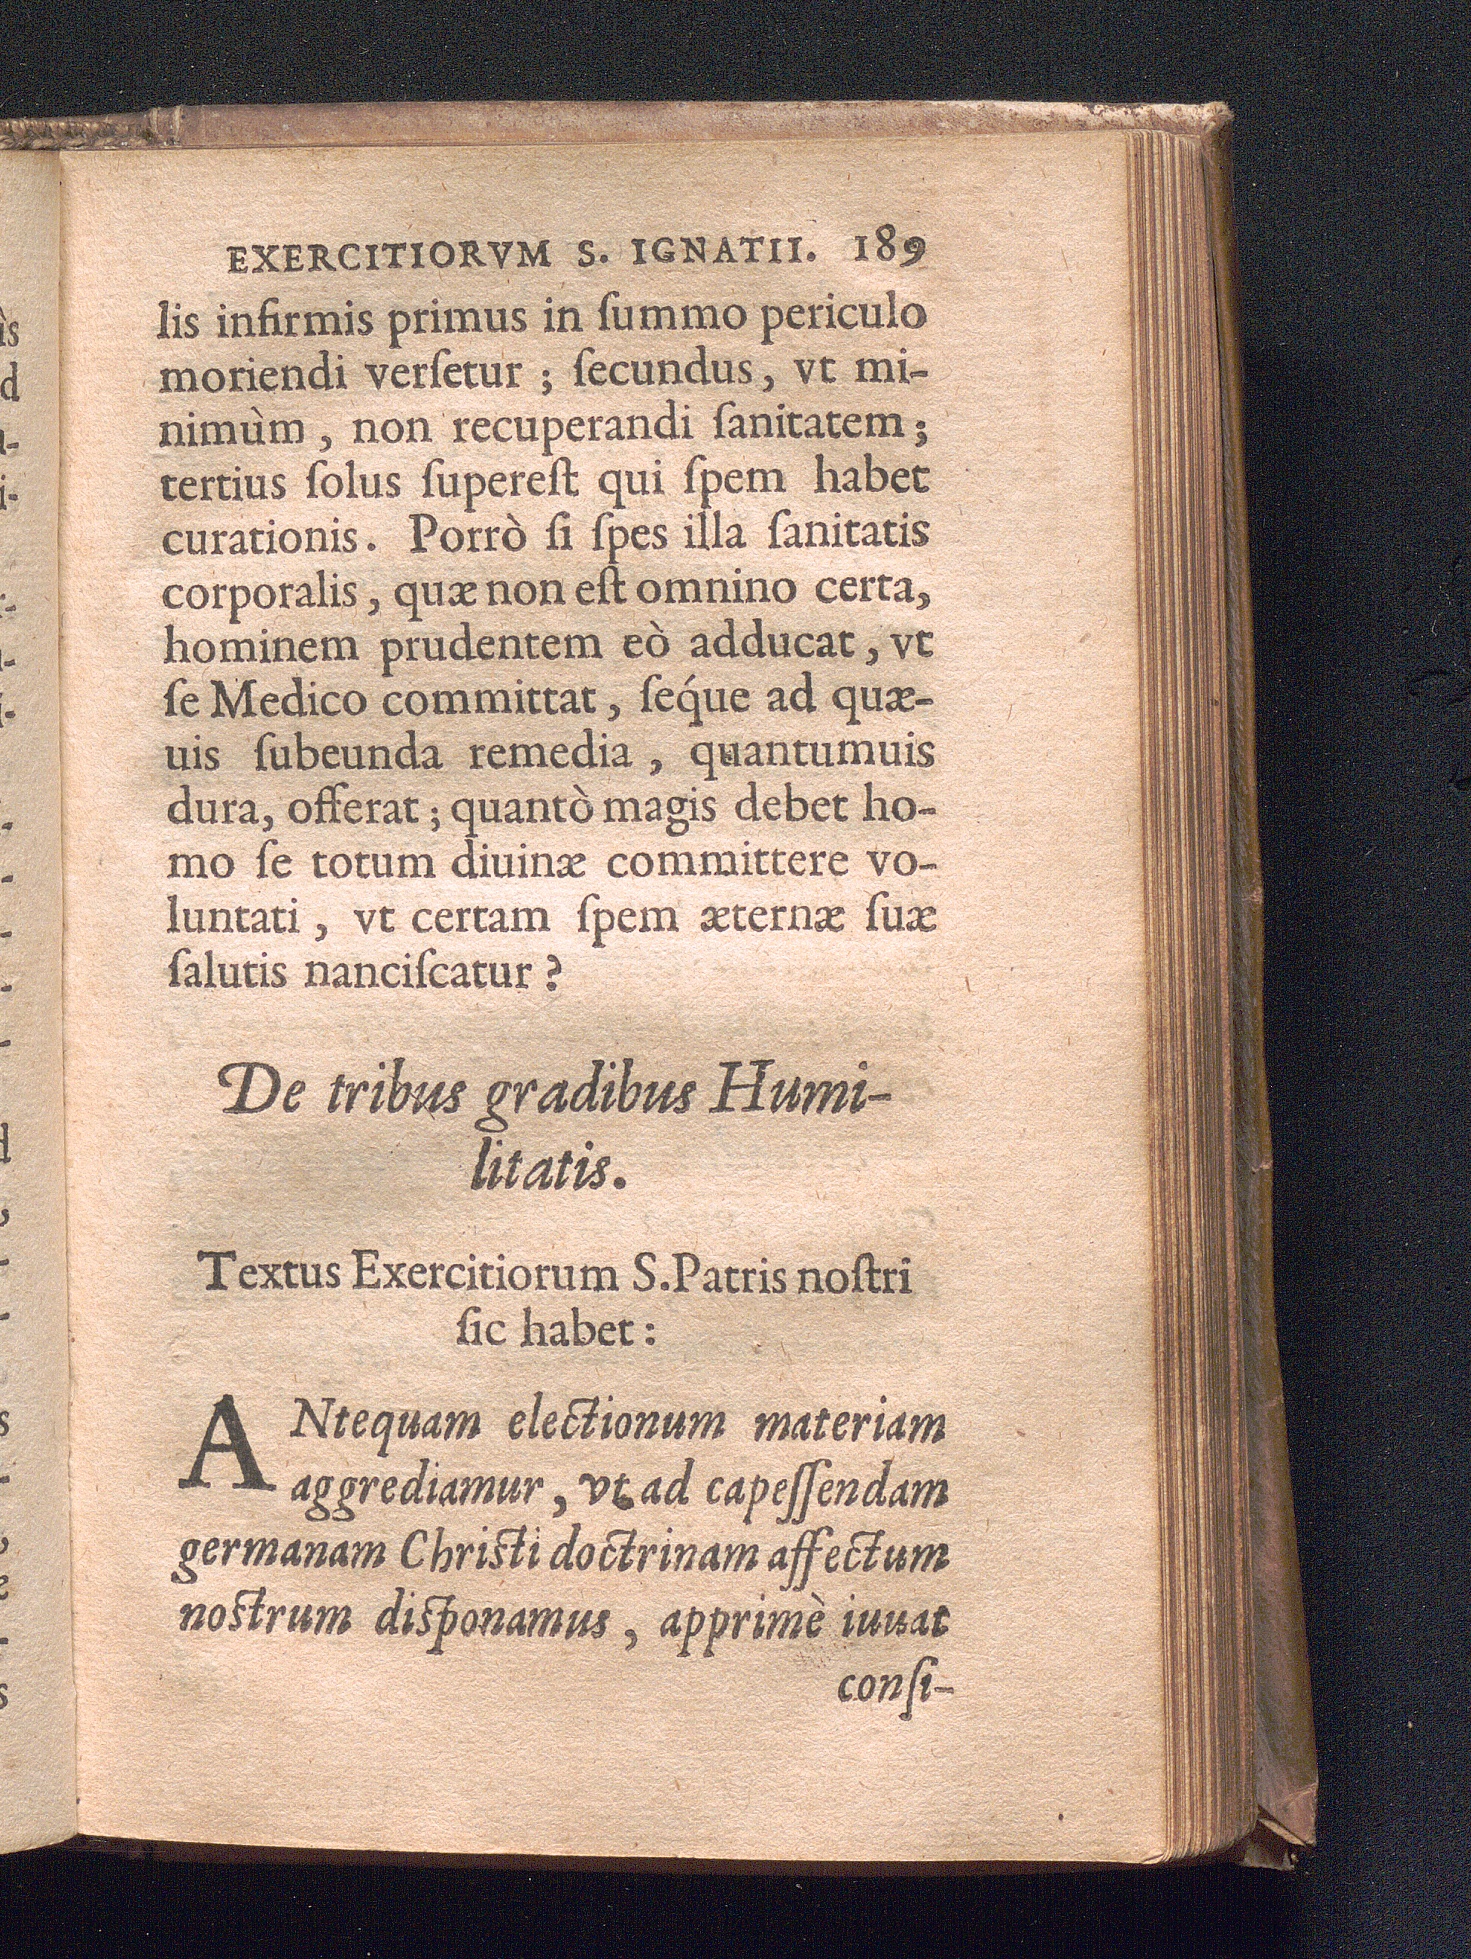 EXERCITIORVM S. IGNATII. 189
lis infirmis primus in ſummo periculo
moriendi verſetur ; ſecundus, vt mi-
nimùm , non recuperandi ſanitatem ;
tertius ſolus ſupereſt qui ſpem habet
curationis. Porrò ſi ſpes illa ſanitatis
corporalis , quæ non eſt omnino certa,
hominem prudentem eò adducat , vt
ſe Medico committat , ſeq́ue ad quæ-
uis ſubeunda remedia , quantumuis
dura, offerat ; quantò magis debet ho-
mo ſe totum diuinæ committere vo-
luntati , vt certam ſpem æternæ ſuæ
ſalutis nanciſcatur ?
De tribus gradibus Humi-
litatis.
Textus Exercitiorum S. Patris noſtri
ſic habet :
ANtequam electionum materiam
aggrediamur , vt ad capeſſendam
germanam Chriſti doctrinam affectum
noſtrum diſponamus , apprimè iuuat
conſi-